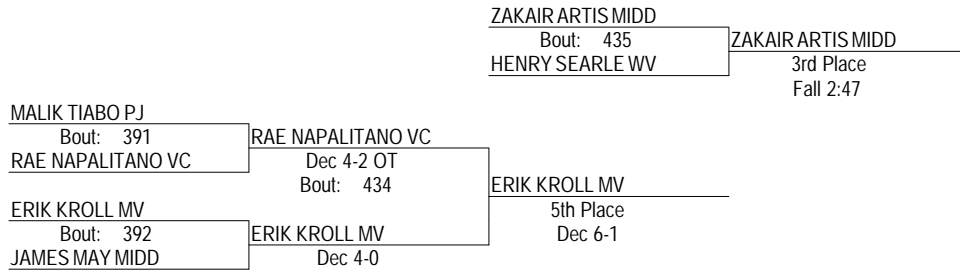 ZAKAIR ARTIS MIDD
Bout: 435
HENRY SEARLE WV
ZAKAIR ARTIS MIDD
3rd Place
Fall 2:47
MALIK TIABO PJ
Bout: 391
RAE NAPALITANO VC
RAE NAPALITANO VC
Dec 4-2 OT
Bout: 434
ERIK KROLL MV
5th Place
Dec 6-1
ERIK KROLL MV
Bout: 392
JAMES MAY MIDD
ERIK KROLL MV
Dec 4-0